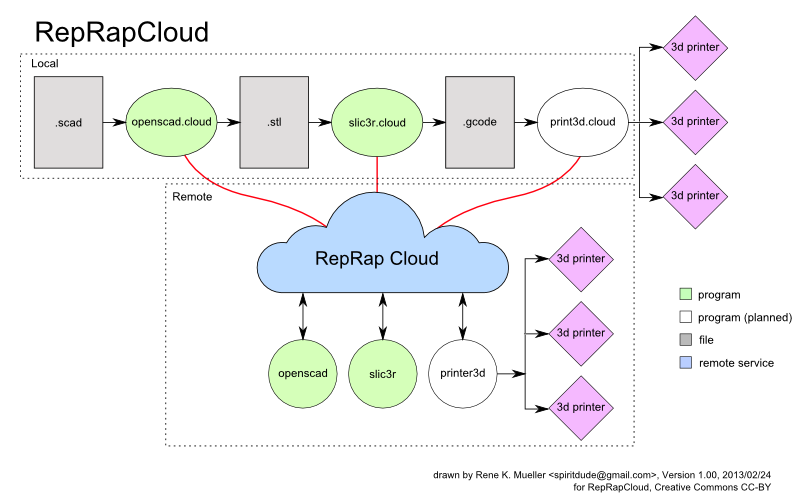 RepRapCloud
Local
.scad
openscad.cloud
.stl
slic3r.cloud
.gcode
print3d.cloud
3d printer
3d printer
3d printer
Remote
RepRap Cloud
openscad
slic3r
printer3d
3d printer
3d printer
3d printer
program
program (planned)
file
remote service
drawn by Rene K. Mueller <spiritdude@gmail.com>, Version 1.00, 2013/02/24
for RepRapCloud, Creative Commons CC-BY